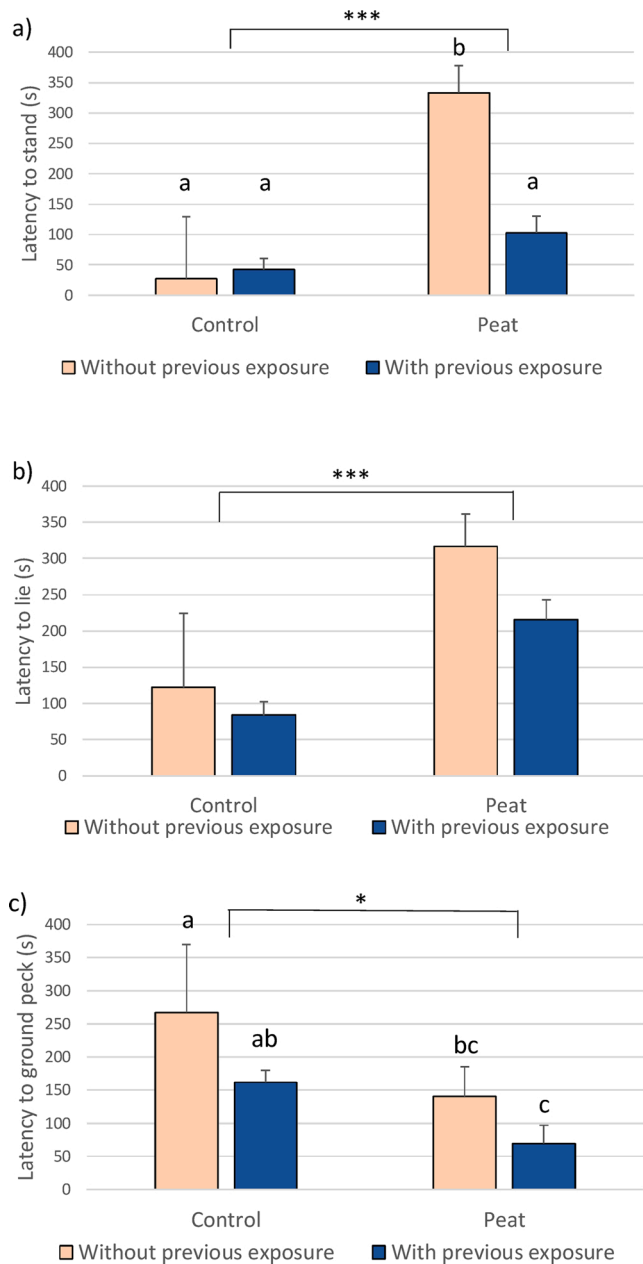 a)
***
Latency to stand (s)
400
350
300
250
200
150
100
50
0
a
a
b
a
Control
Peat
Without previous exposure
With previous exposure
b)
***
Latency to lie (s)
400
350
300
250
200
150
100
50
0
Control
Peat
Without previous exposure
With previous exposure
c)
*
Latency to ground peck (s)
400
350
300
250
200
150
100
50
0
a
ab
bc
c
Control
Peat
Without previous exposure
With previous exposure